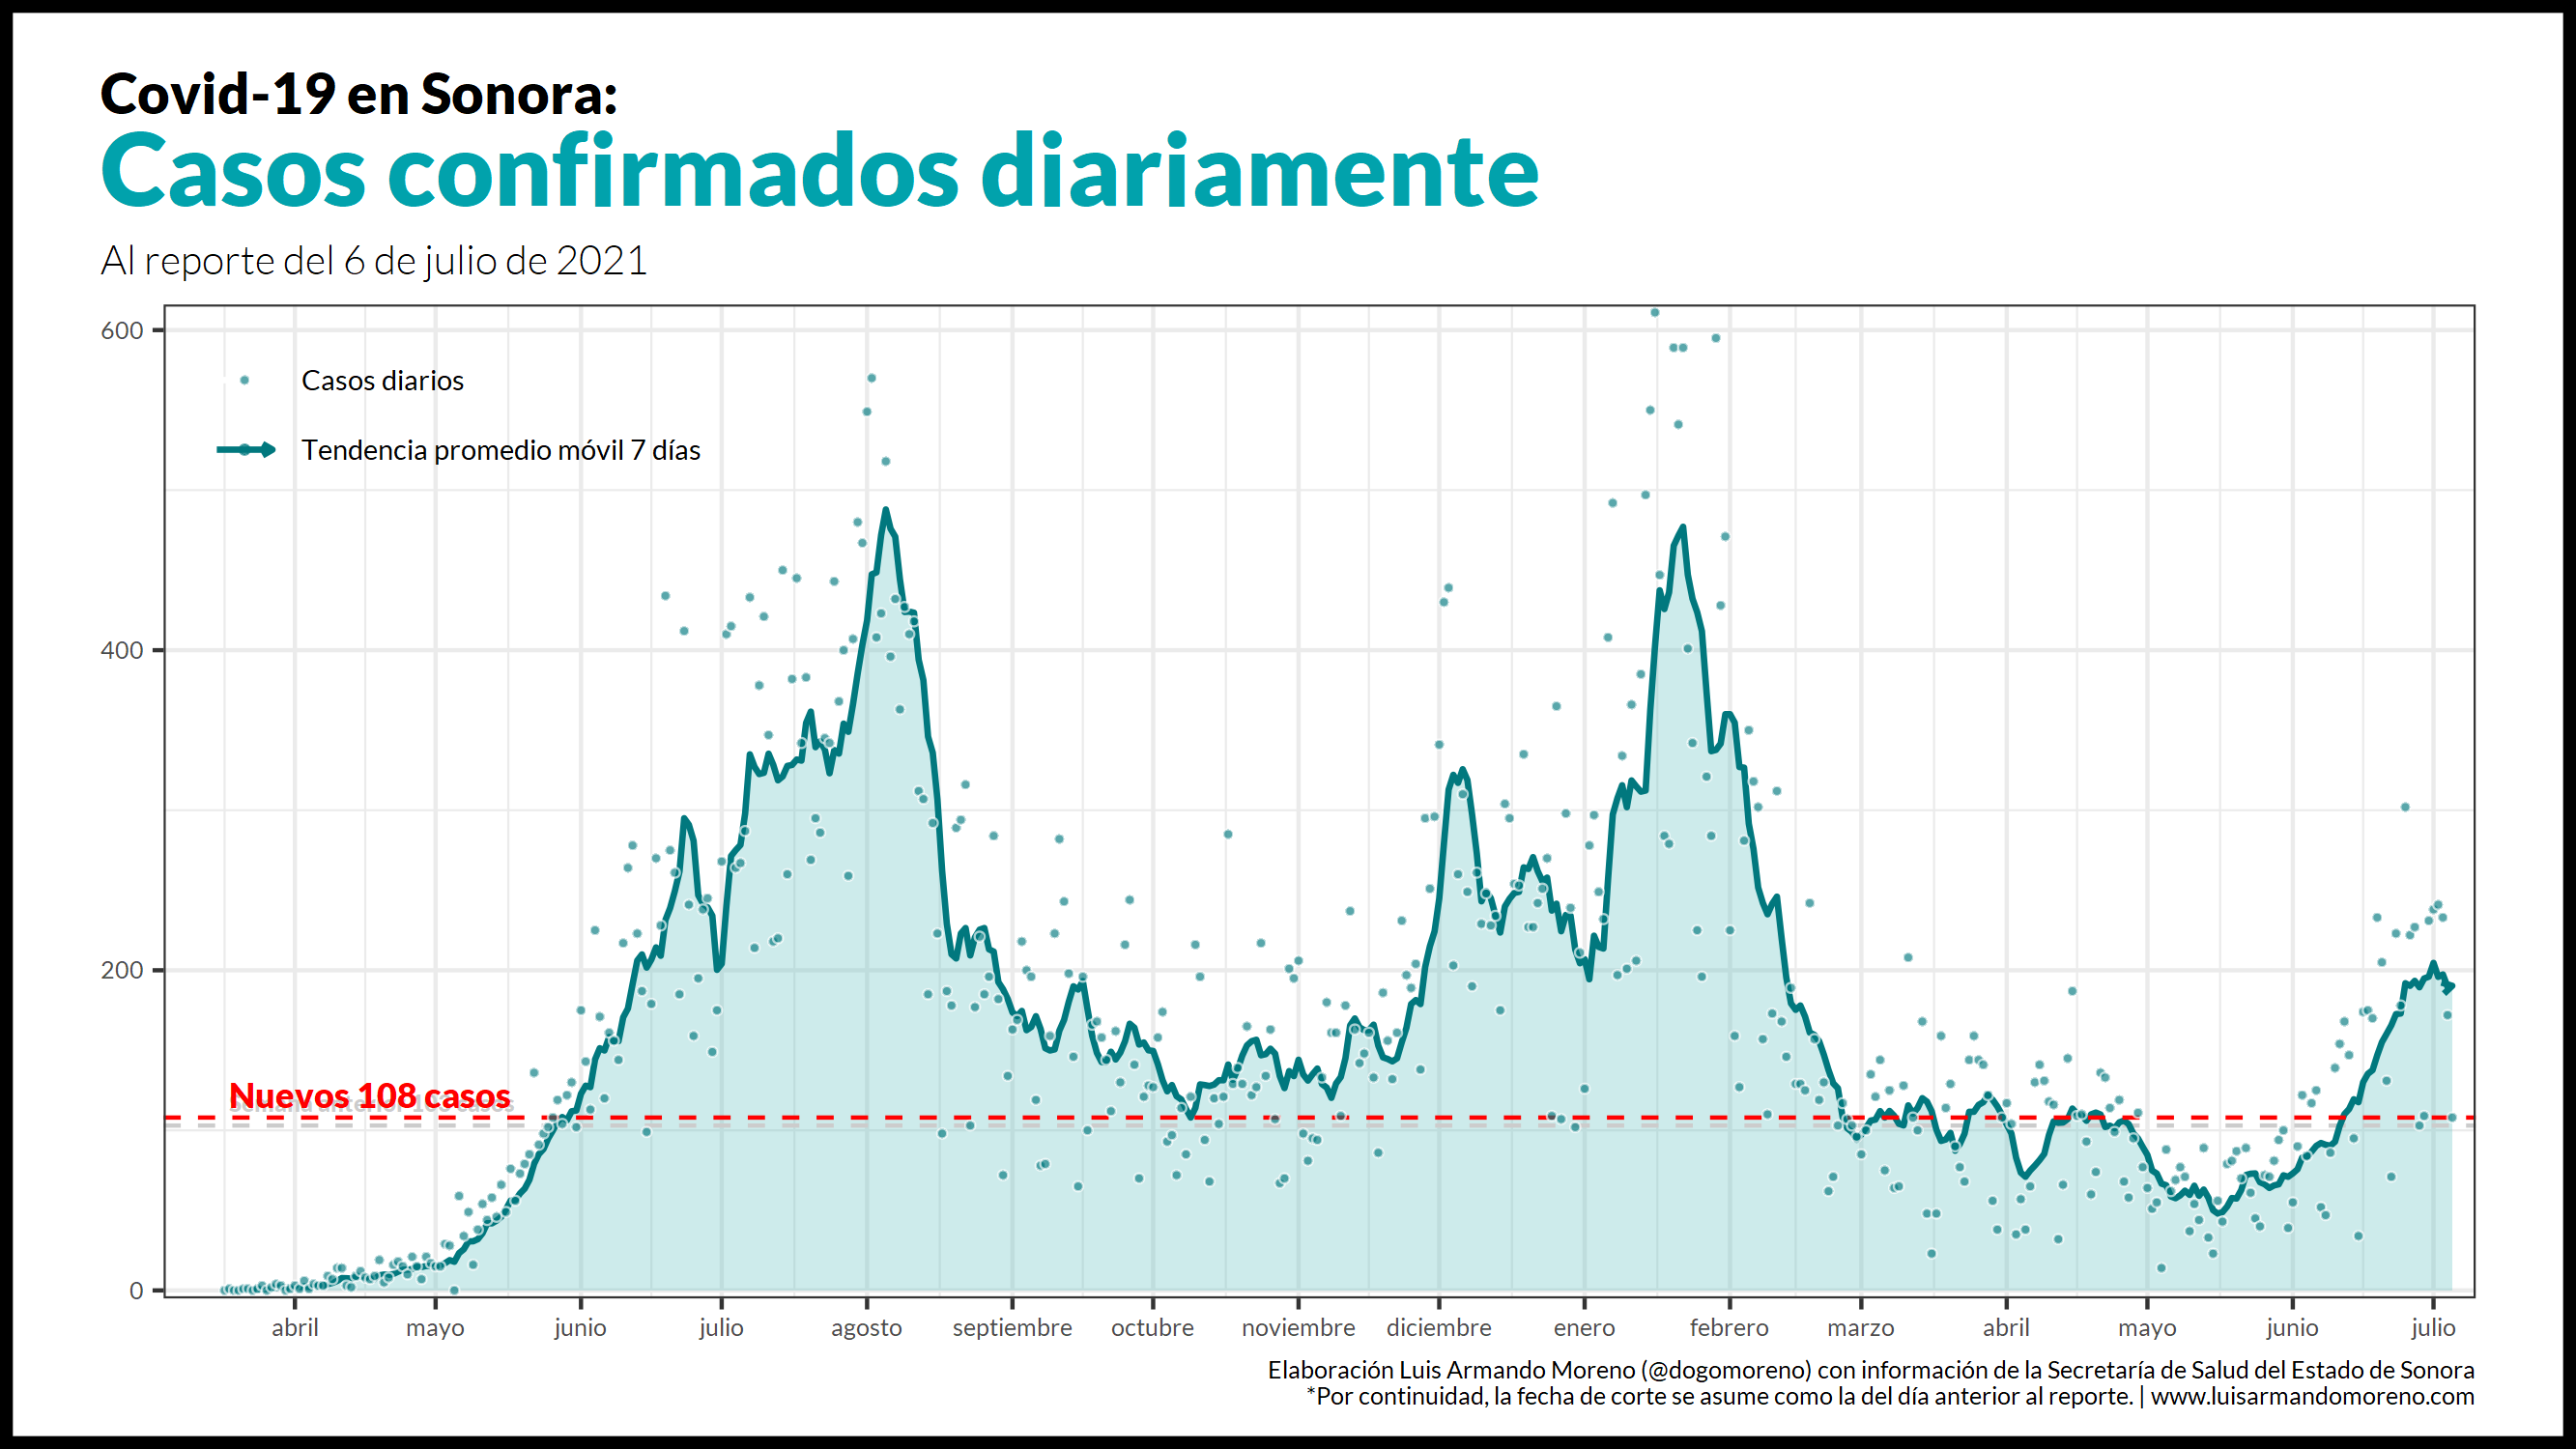 Covid-19 en Sonora:
Casos confirmados diariamente
Al reporte del 6 de julio de 2021
600
Casos diarios
Tendencia promedio móvil 7 días
400
200
Nuevos 108 casos
0
abril mayo junio julio agosto septiembre octubre noviembre diciembre enero febrero marzo abril mayo junio julio
Elaboración Luis Armando Moreno (@dogomoreno) con información de la Secretaría de Salud del Estado de Sonora
*Por continuidad, la fecha de corte se asume como la del día anterior al reporte. | www.luisarmandomoreno.com